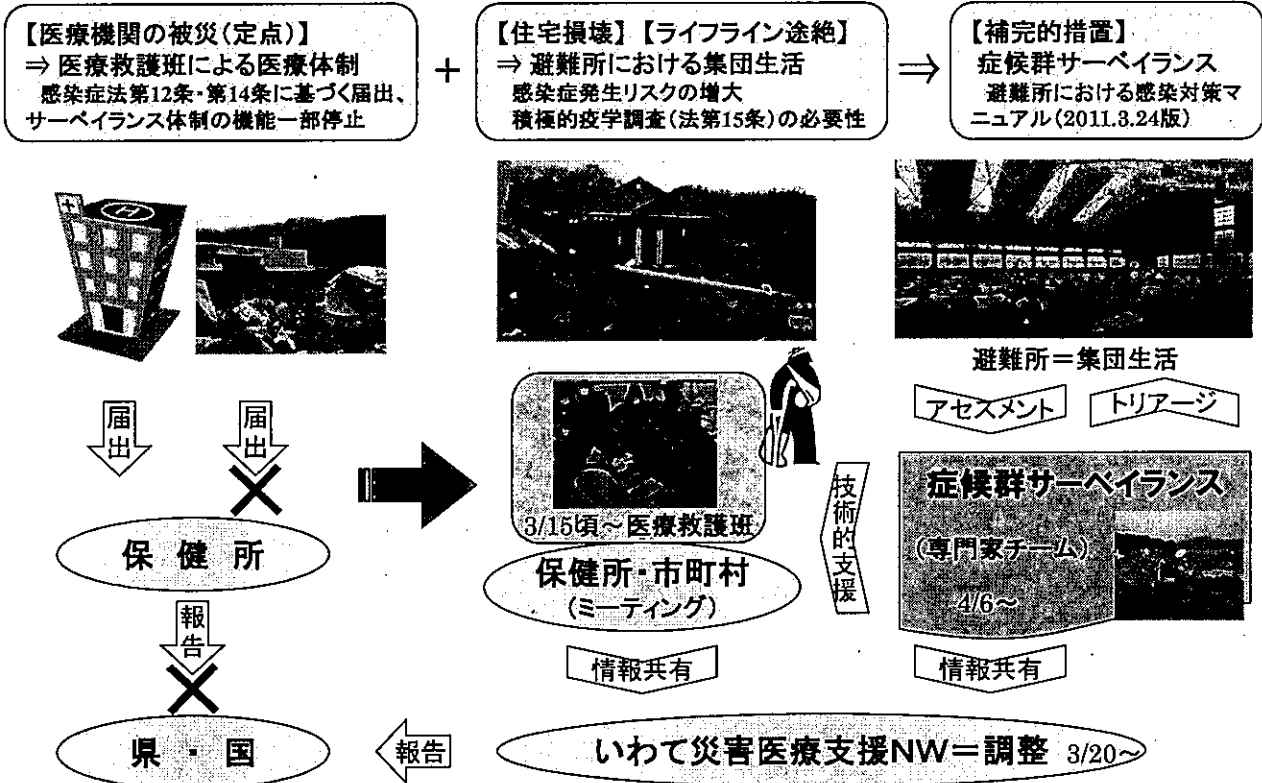 【医療機関の被災(定点)】
⇒ 医療救護班による医療体制
感染症法第12条・第14条に基づく届出、
サーベイランス体制の機能一部停止
+
【住宅損壊】【ライフライン途絶】
⇒ 避難所における集団生活
感染症発生リスクの増大
積極的疫学調査(法第15条)の必要性
⇒
【補完的措置】
症候群サーベイランス
避難所における感染対策マ
ニュアル(2011.3.24版)
H
避難所=集団生活
アセスメント
トリアージ
届出
届出
3/15頃~医療救護班
技術的支援
症候群サーベイランス
(専門家チーム)
4/6~
保健所
保健所・市町村
(ミーティング)
報告
情報共有
情報共有
県・国
報告
いわて災害医療支援NW=調整 3/20~